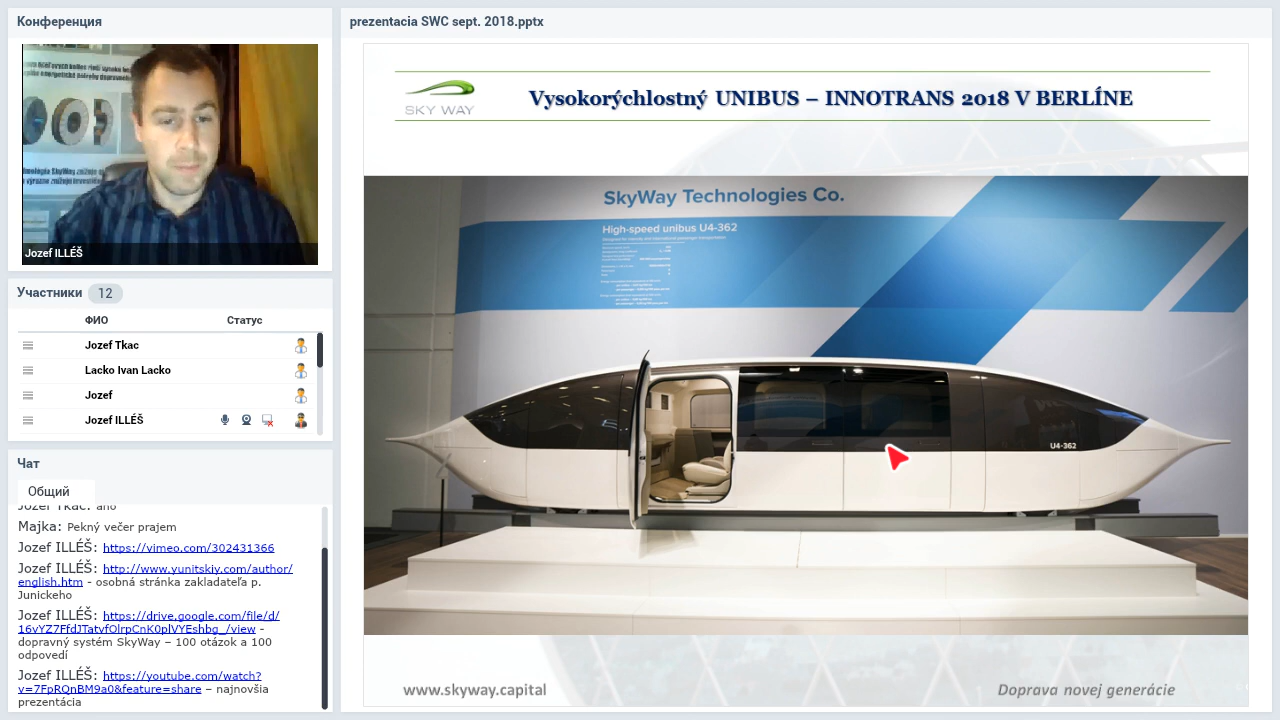 Конференция
Jozef ILLÉŠ
Участники 12
ФИО Статус
Jozef Tkac
Lacko Ivan Lacko
Jozef
Jozef ILLÉŠ
Чат
Общий
Jozef Tkac: ano
Majka: Pekný večer prajem
Jozef ILLÉŠ: https://vimeo.com/302431366
Jozef ILLÉŠ: http://www.yunitskiy.com/author/
english.htm - osobná stránka zakladateľa p.
Junickeho
Jozef ILLÉŠ: https://drive.google.com/file/d/
16vYZ7FfdJTatvfOlrpCnK0plVYEshbg_/view -
dopravný systém SkyWay – 100 otázok a 100
odpovedí
Jozef ILLÉŠ: https://youtube.com/watch?
v=7FpRQnBM9a0&feature=share – najnovšia
prezentácia
prezentacia SWC sept. 2018.pptx
SKY WAY
Vysokorýchlostný UNIBUS – INNOTRANS 2018 V BERLÍNE
SkyWay Technologies Co.
High-speed unibus U4-362
U4-362
www.skyway.capital
Doprava novej generácie